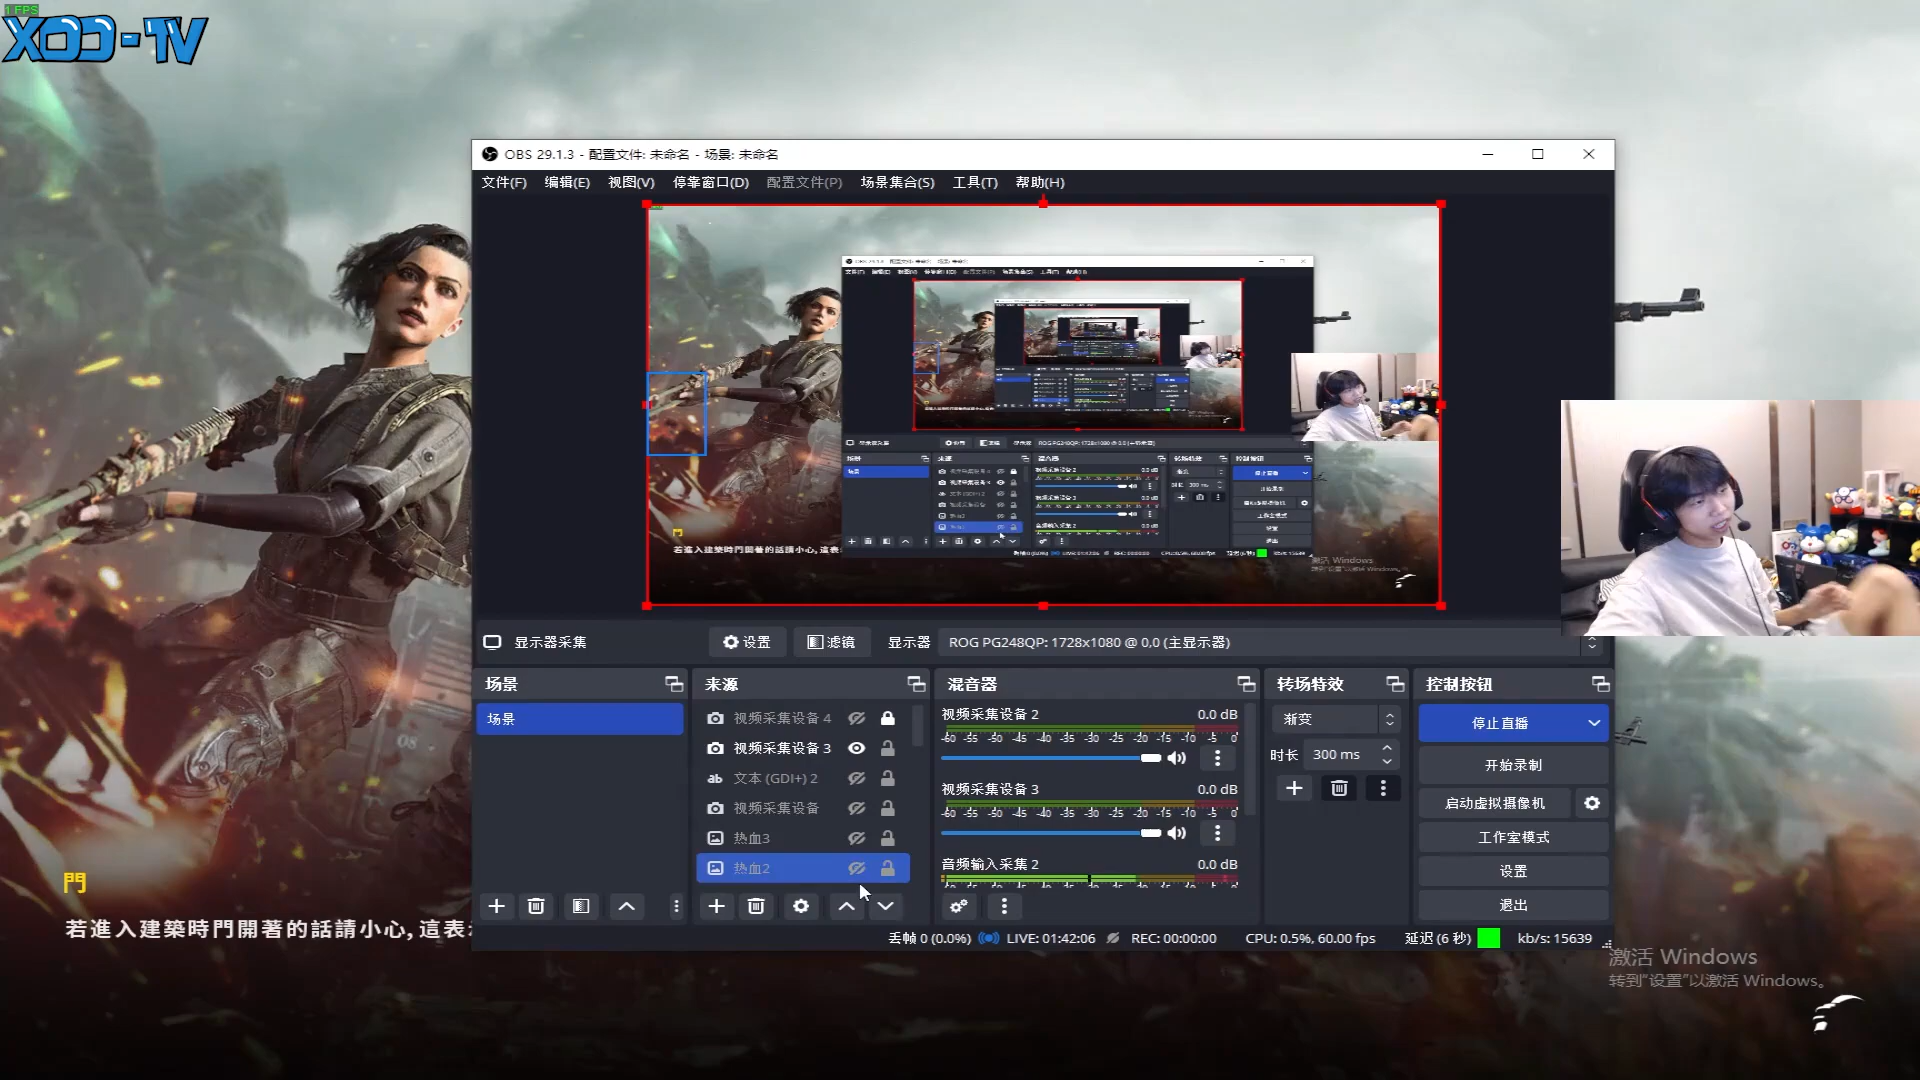 1 FPS
XOO-TV
OBS 29.1.3 - 配置文件: 未命名 - 场景: 未命名
文件(F) 编辑(E) 视图(V) 停靠窗口(D) 配置文件(P) 场景集合(S) 工具(T) 帮助(H)
显示器采集 设置 滤镜 显示器 ROG PG248QP: 1728x1080 @ 0,0 (主显示器)
场景 来源 混音器 转场特效 控制按钮
场景
视频采集设备 4
视频采集设备 3
文本 (GDI+) 2
视频采集设备
热血3
热血2
视频采集设备 2 0.0 dB
-60 -55 -50 -45 -40 -35 -30 -25 -20 -15 -10 -5 0
视频采集设备 3 0.0 dB
-60 -55 -50 -45 -40 -35 -30 -25 -20 -15 -10 -5 0
音频输入采集 2 0.0 dB
渐变
时长 300 ms
停止直播
开始录制
启动虚拟摄像机
工作室模式
设置
退出
丢帧 0 (0.0%) LIVE: 01:42:06 REC: 00:00:00 CPU: 0.5%, 60.00 fps 延迟 (6 秒) kb/s: 15639
門
若進入建築時門開著的話請小心, 這表
激活 Windows
转到"设置"以激活 Windows。